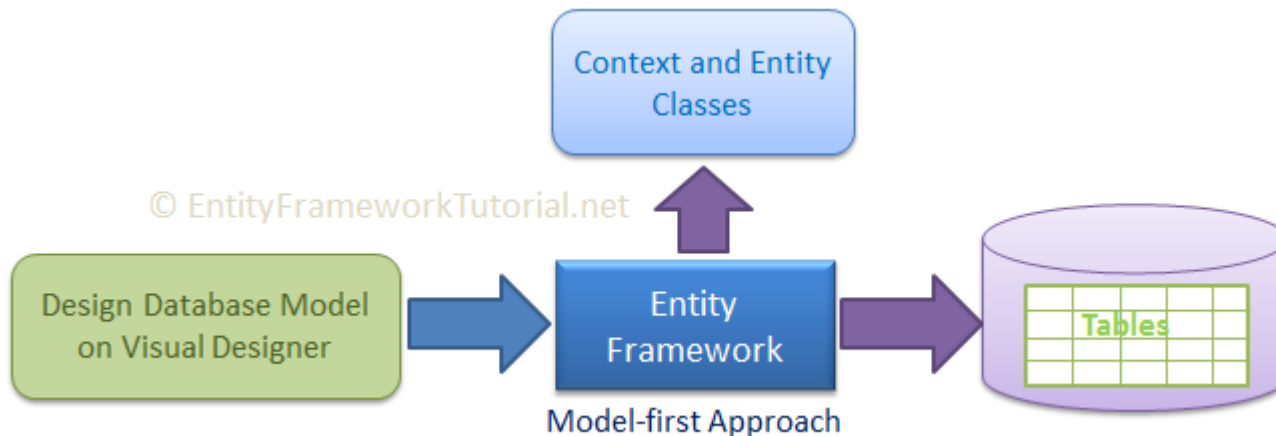 Context and Entity
Classes
© EntityFrameworkTutorial.net
Design Database Model
on Visual Designer
Entity
Framework
Tables
Model-first Approach